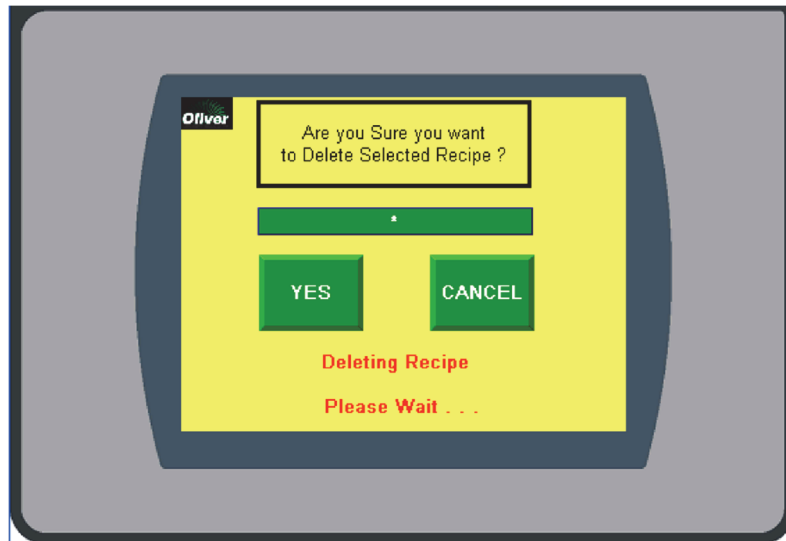 Oliver
Are you Sure you want
to Delete Selected Recipe ?
*
YES
CANCEL
Deleting Recipe
Please Wait . . .